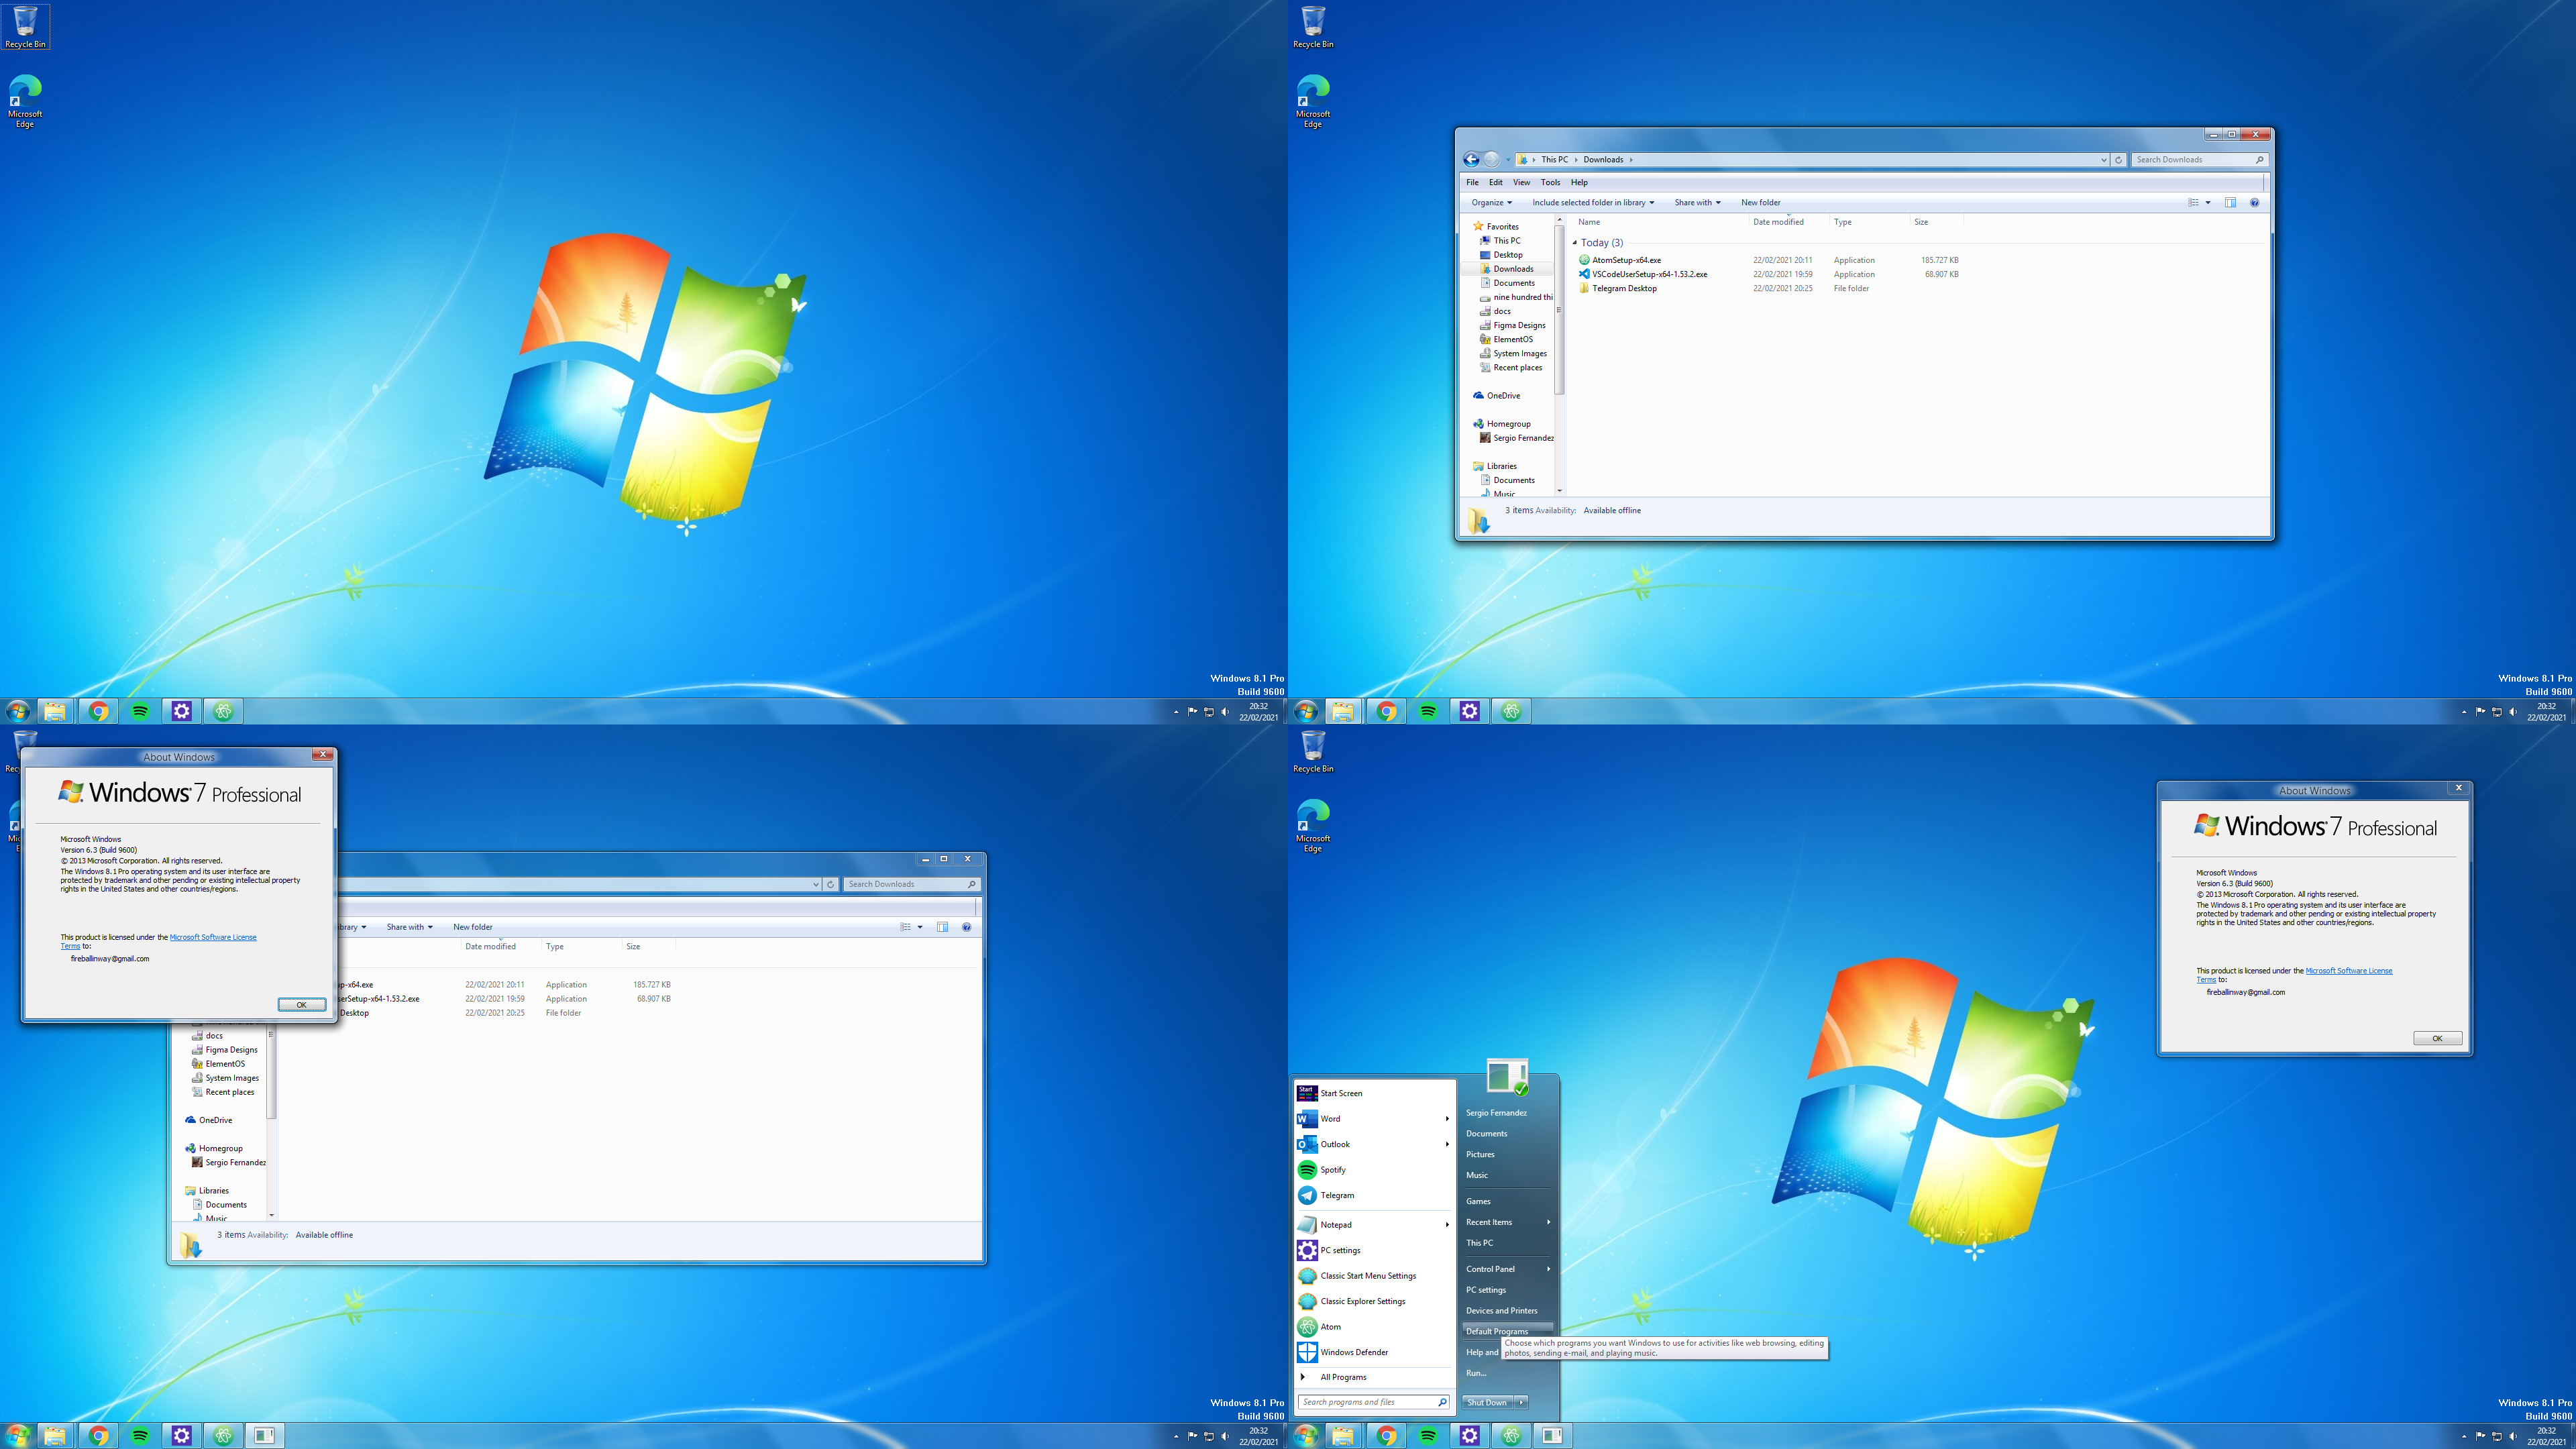 Recycle Bin
Microsoft
Edge
Windows 8.1 Pro
Build 9600
20:32
22/02/2021
Recycle Bin
Microsoft
Edge
This PC
Downloads
Search Downloads
File
Edit
View
Tools
Help
Organize
Include selected folder in library
Share with
New folder
Favorites
This PC
Desktop
Downloads
Documents
nine hundred thi
docs
Figma Designs
ElementOS
System Images
Recent places
OneDrive
Homegroup
Sergio Fernandez
Libraries
Documents
Music
Name
Date modified
Type
Size
Today (3)
AtomSetup-x64.exe
22/02/2021 20:11
Application
185.727 KB
VSCodeUserSetup-x64-1.53.2.exe
22/02/2021 19:59
Application
68.907 KB
Telegram Desktop
22/02/2021 20:25
File folder
3 items
Availability:
Available offline
Windows 8.1 Pro
Build 9600
20:32
22/02/2021
Rec
Mic
E
About Windows
Windows 7 Professional
Microsoft Windows
Version 6.3 (Build 9600)
© 2013 Microsoft Corporation. All rights reserved.
The Windows 8.1 Pro operating system and its user interface are
protected by trademark and other pending or existing intellectual property
rights in the United States and other countries/regions.
This product is licensed under the Microsoft Software License
Terms to:
fireballinway@gmail.com
OK
Search Downloads
ibrary
Share with
New folder
Date modified
Type
Size
up-x64.exe
22/02/2021 20:11
Application
185.727 KB
serSetup-x64-1.53.2.exe
22/02/2021 19:59
Application
68.907 KB
Desktop
22/02/2021 20:25
File folder
docs
Figma Designs
ElementOS
System Images
Recent places
OneDrive
Homegroup
Sergio Fernandez
Libraries
Documents
Music
3 items
Availability:
Available offline
Windows 8.1 Pro
Build 9600
20:32
22/02/2021
Recycle Bin
Microsoft
Edge
About Windows
Windows 7 Professional
Microsoft Windows
Version 6.3 (Build 9600)
© 2013 Microsoft Corporation. All rights reserved.
The Windows 8.1 Pro operating system and its user interface are
protected by trademark and other pending or existing intellectual property
rights in the United States and other countries/regions.
This product is licensed under the Microsoft Software License
Terms to:
fireballinway@gmail.com
OK
Start
Start Screen
Word
Outlook
Spotify
Telegram
Notepad
PC settings
Classic Start Menu Settings
Classic Explorer Settings
Atom
Windows Defender
All Programs
Search programs and files
Sergio Fernandez
Documents
Pictures
Music
Games
Recent Items
This PC
Control Panel
PC settings
Devices and Printers
Default Programs
Help and
Run...
Shut Down
Choose which programs you want Windows to use for activities like web browsing, editing
photos, sending e-mail, and playing music.
Windows 8.1 Pro
Build 9600
20:32
22/02/2021